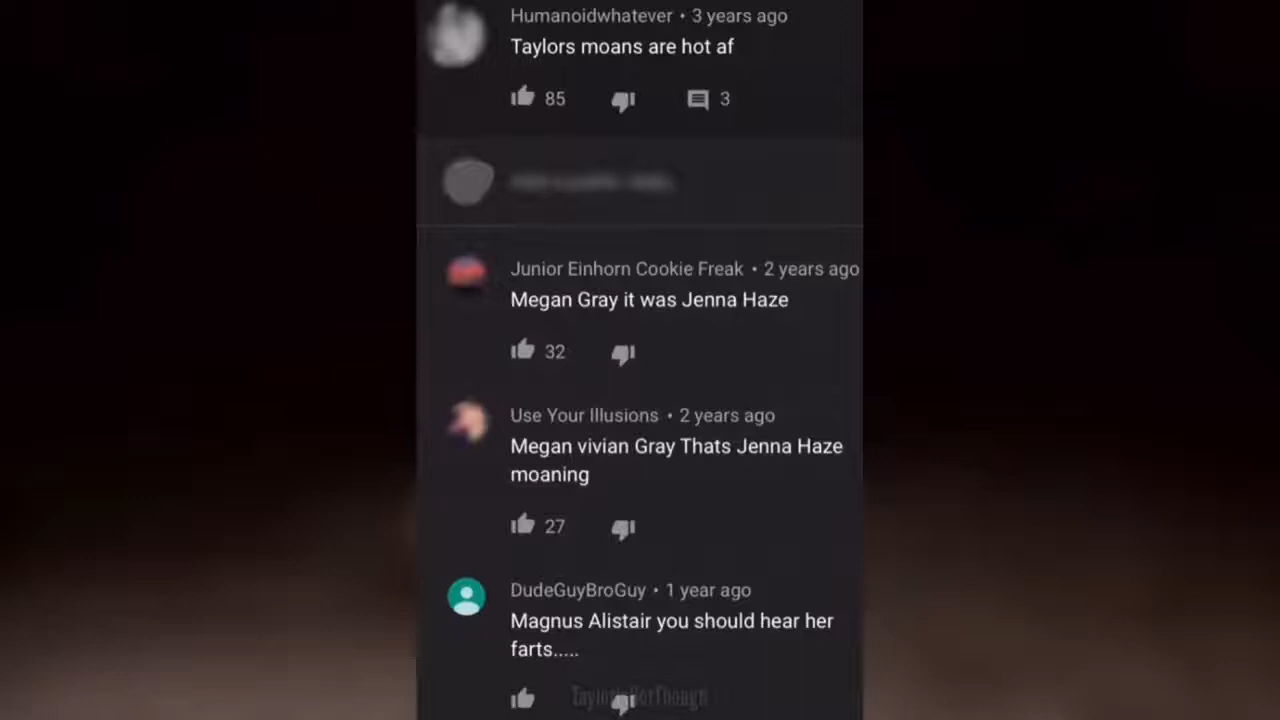 Humanoidwhatever • 3 years ago
Taylors moans are hot af
85
3
Junior Einhorn Cookie Freak • 2 years ago
Megan Gray it was Jenna Haze
32
Use Your Illusions • 2 years ago
Megan vivian Gray Thats Jenna Haze
moaning
27
DudeGuyBroGuy • 1 year ago
Magnus Alistair you should hear her
farts.....